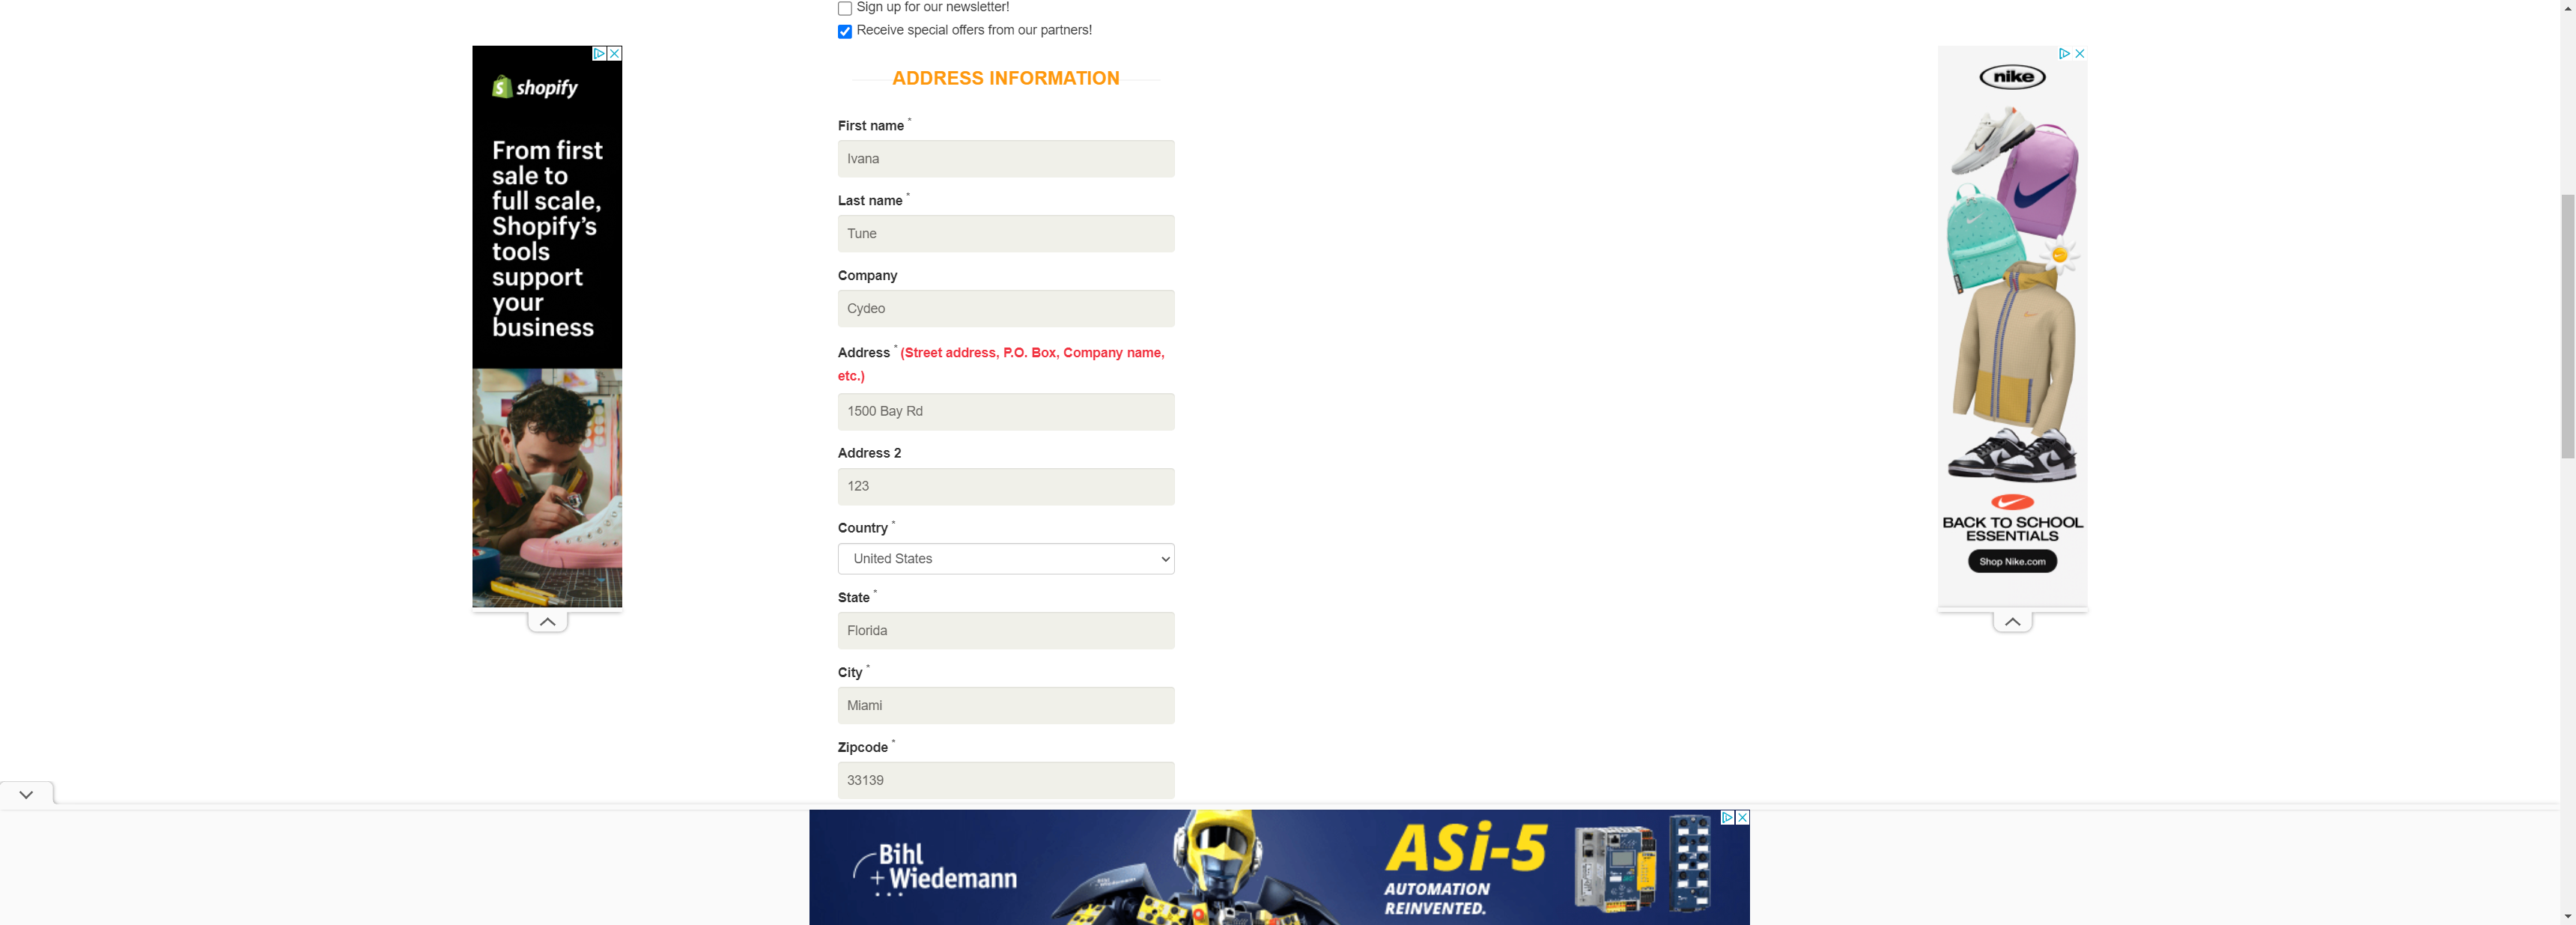 Sign up for our newsletter!
Receive special offers from our partners!
ADDRESS INFORMATION
First name *
Ivana
Last name *
Tune
Company
Cydeo
Address * (Street address, P.O. Box, Company name,
etc.)
1500 Bay Rd
Address 2
123
Country *
United States
State *
Florida
City *
Miami
Zipcode *
33139
shopify
From first
sale to
full scale,
Shopify's
tools
support
your
business
nike
BACK TO SCHOOL
ESSENTIALS
Shop Nike.com
Bihl
+Wiedemann
Bihl
+Wiedemann
ASi-5
AUTOMATION
REINVENTED.